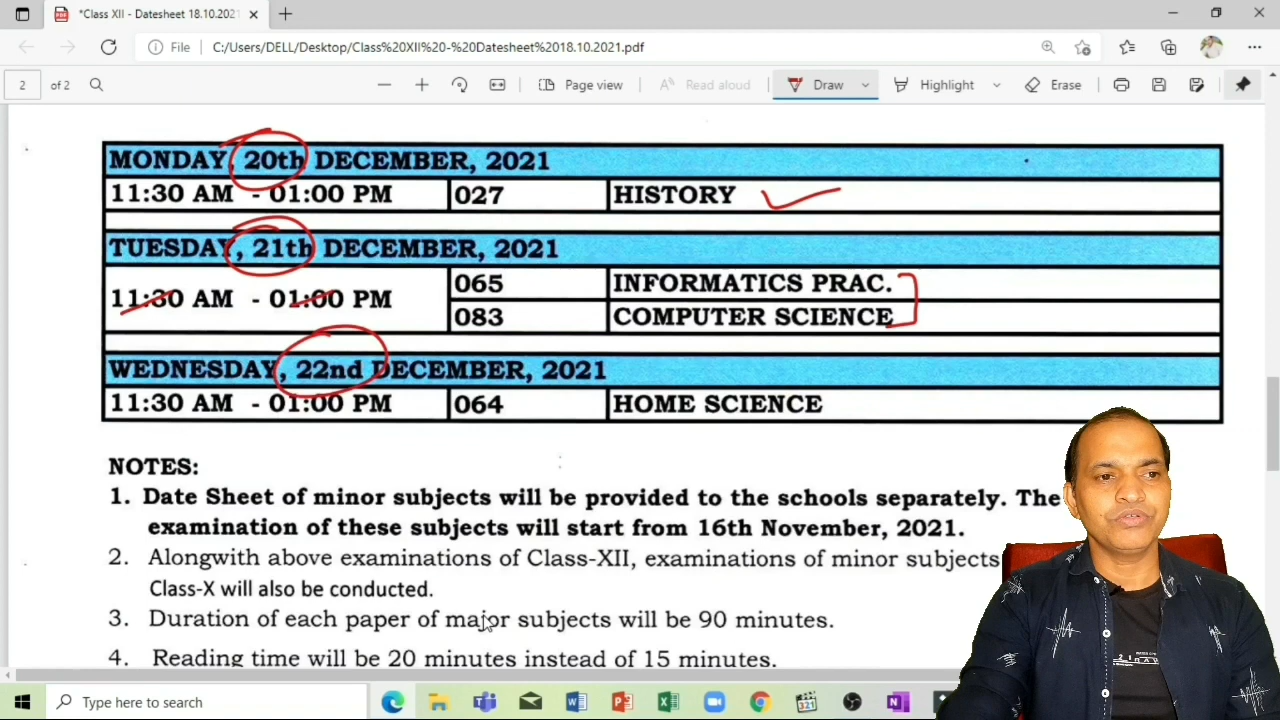 *Class XII - Datesheet 18.10.2021
File C:/Users/DELL/Desktop/Class%20XII%20-%20Datesheet%2018.10.2021.pdf
2 of 2 Page view Read aloud Draw Highlight Erase
MONDAY, 20th DECEMBER, 2021
11:30 AM - 01:00 PM 027 HISTORY
TUESDAY, 21th DECEMBER, 2021
065 INFORMATICS PRAC.
11:30 AM - 01:00 PM
083 COMPUTER SCIENCE
WEDNESDAY, 22nd DECEMBER, 2021
11:30 AM - 01:00 PM 064 HOME SCIENCE
NOTES:
1. Date Sheet of minor subjects will be provided to the schools separately. The
examination of these subjects will start from 16th November, 2021.
2. Alongwith above examinations of Class-XII, examinations of minor subjects
Class-X will also be conducted.
3. Duration of each paper of major subjects will be 90 minutes.
4. Reading time will be 20 minutes instead of 15 minutes.
Type here to search
321